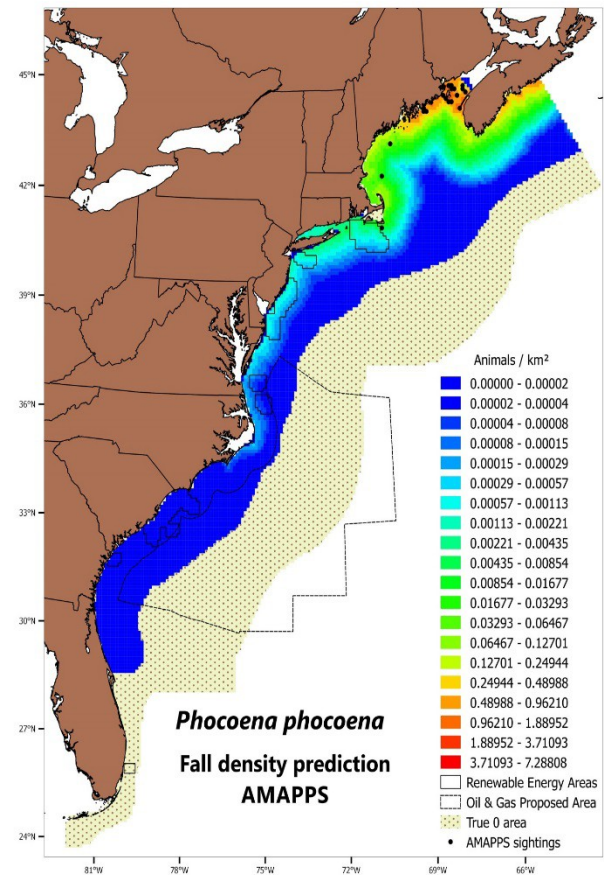 45°N
42°N
39°N
36°N
33°N
30°N
27°N
24°N
Animals / km²
0.00000 - 0.00002
0.00002 - 0.00004
0.00004 - 0.00008
0.00008 - 0.00015
0.00015 - 0.00029
0.00029 - 0.00057
0.00057 - 0.00113
0.00113 - 0.00221
0.00221 - 0.00435
0.00435 - 0.00854
0.00854 - 0.01677
0.01677 - 0.03293
0.03293 - 0.06467
0.06467 - 0.12701
0.12701 - 0.24944
0.24944 - 0.48988
0.48988 - 0.96210
0.96210 - 1.88952
1.88952 - 3.71093
3.71093 - 7.28808
Renewable Energy Areas
Oil & Gas Proposed Area
True 0 area
AMAPPS sightings
Phocoena phocoena
Fall density prediction
AMAPPS
81°W 78°W 75°W 72°W 69°W 66°W